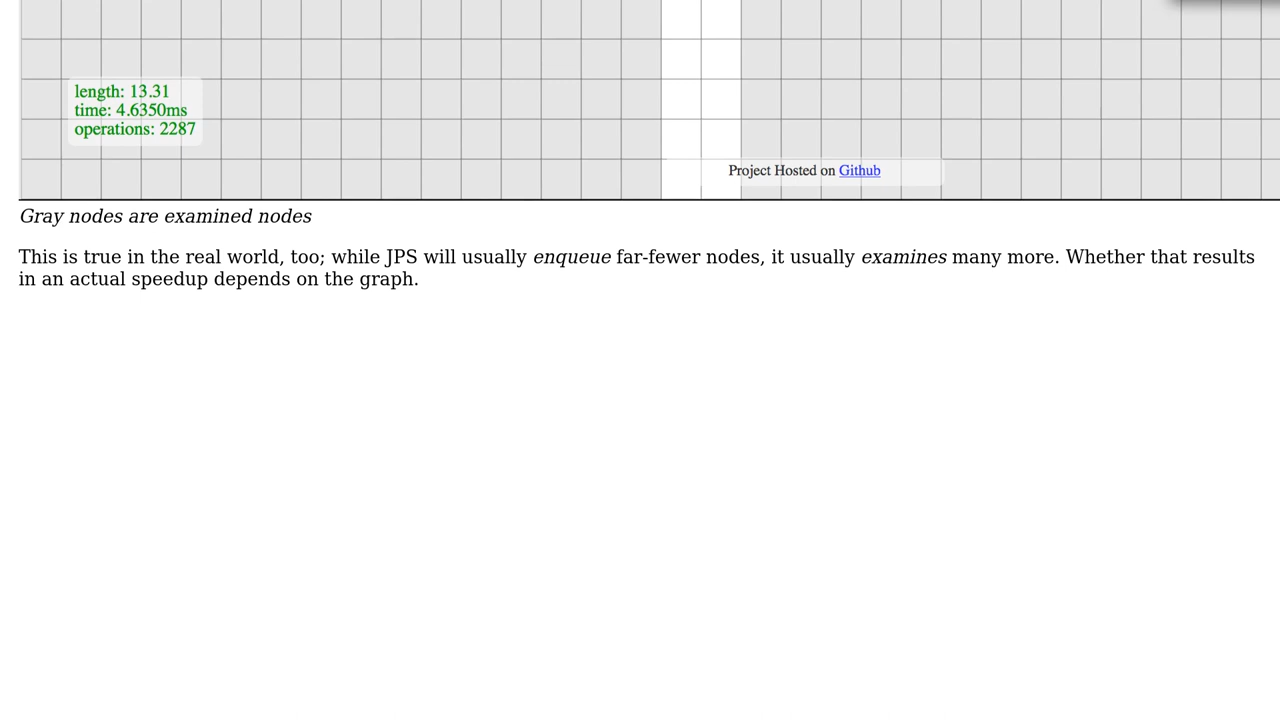 length: 13.31
time: 4.6350ms
operations: 2287
Project Hosted on Github
Gray nodes are examined nodes
This is true in the real world, too; while JPS will usually enqueue far-fewer nodes, it usually examines many more. Whether that results
in an actual speedup depends on the graph.